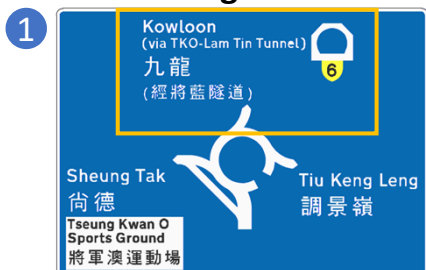 1
Kowloon
(via TKO-Lam Tin Tunnel)
九龍
(經將藍隧道)
6
Sheung Tak
尚德
Tiu Keng Leng
調景嶺
Tseung Kwan O
Sports Ground
將軍澳運動場